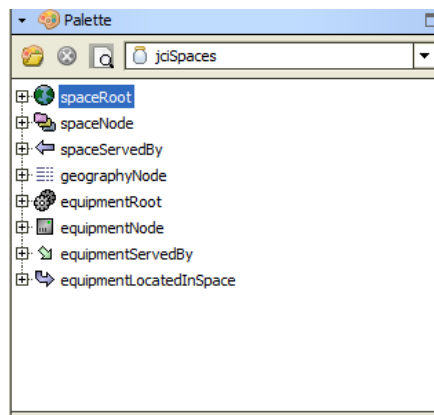 Palette
jciSpaces
spaceRoot
spaceNode
spaceServedBy
geographyNode
equipmentRoot
equipmentNode
equipmentServedBy
equipmentLocatedInSpace